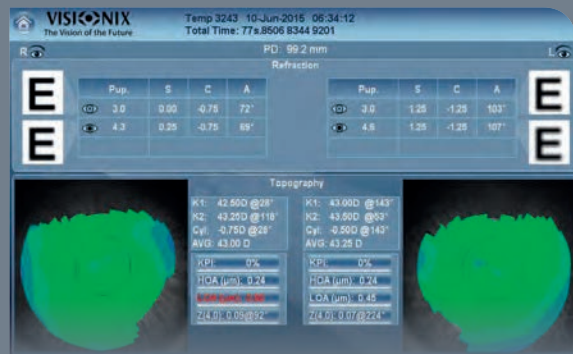 VISIONIX
The Vision of the Future
Temp 3243 10-Jun-2015 06:34:12
Total Time: 77s,8506 8344 9201
R
PD: 99.2 mm
L
Refraction
E
E
Pup. S C A
3.0 0.00 -0.75 72°
4.3 0.25 -0.75 69°
Pup. S C A
3.0 1.25 -1.25 103°
4.6 1.25 -1.25 107°
E
E
Topography
K1: 42.50D @28°
K2: 43.25D @118°
Cyl: -0.75D @28°
AVG: 43.00 D
KPI: 0%
HOA (µm): 0.24
Z(4,0): 0.09@92°
K1: 43.00D @143°
K2: 43.50D @53°
Cyl: -0.50D @143°
AVG: 43.25 D
KPI: 0%
HOA (µm): 0.24
LOA (µm): 0.45
Z(4,0): 0.07@224°